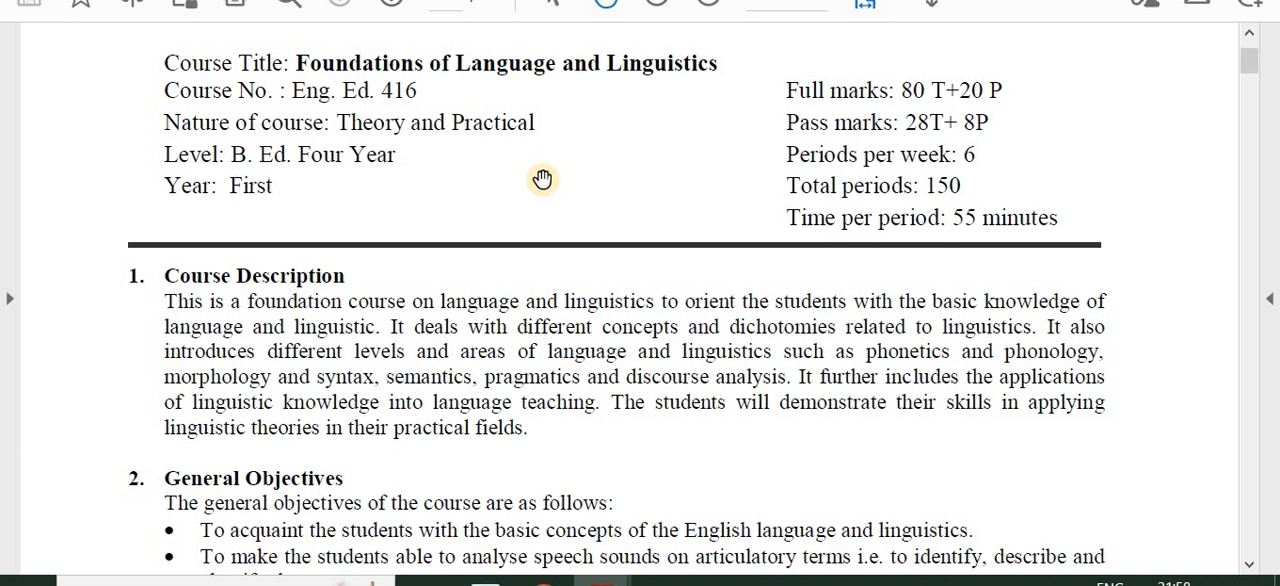 Course Title: Foundations of Language and Linguistics
Course No. : Eng. Ed. 416
Full marks: 80 T+20 P
Nature of course: Theory and Practical
Pass marks: 28T+ 8P
Level: B. Ed. Four Year
Periods per week: 6
Year: First
Total periods: 150
Time per period: 55 minutes
1. Course Description
This is a foundation course on language and linguistics to orient the students with the basic knowledge of
language and linguistic. It deals with different concepts and dichotomies related to linguistics. It also
introduces different levels and areas of language and linguistics such as phonetics and phonology,
morphology and syntax, semantics, pragmatics and discourse analysis. It further includes the applications
of linguistic knowledge into language teaching. The students will demonstrate their skills in applying
linguistic theories in their practical fields.
2. General Objectives
The general objectives of the course are as follows:
• To acquaint the students with the basic concepts of the English language and linguistics.
• To make the students able to analyse speech sounds on articulatory terms i.e. to identify, describe and